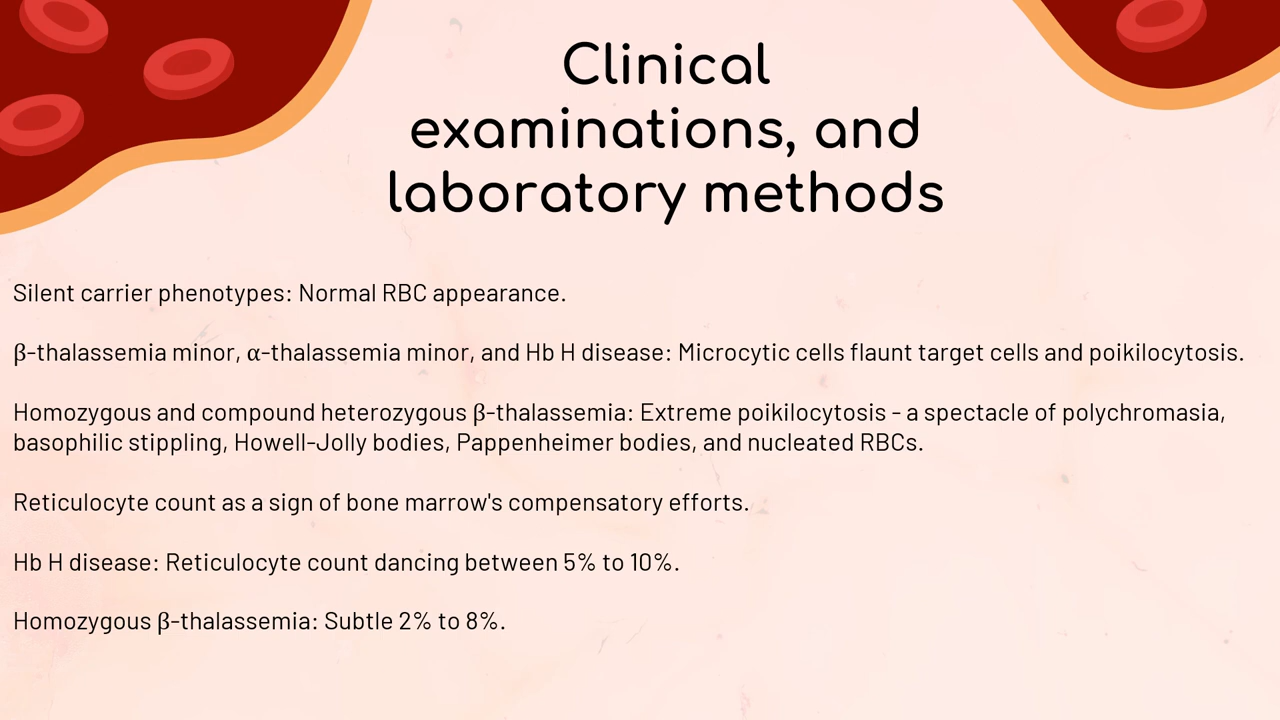 Clinical
examinations, and
laboratory methods
Silent carrier phenotypes: Normal RBC appearance.
β-thalassemia minor, α-thalassemia minor, and Hb H disease: Microcytic cells flaunt target cells and poikilocytosis.
Homozygous and compound heterozygous β-thalassemia: Extreme poikilocytosis - a spectacle of polychromasia,
basophilic stippling, Howell-Jolly bodies, Pappenheimer bodies, and nucleated RBCs.
Reticulocyte count as a sign of bone marrow's compensatory efforts.
Hb H disease: Reticulocyte count dancing between 5% to 10%.
Homozygous β-thalassemia: Subtle 2% to 8%.